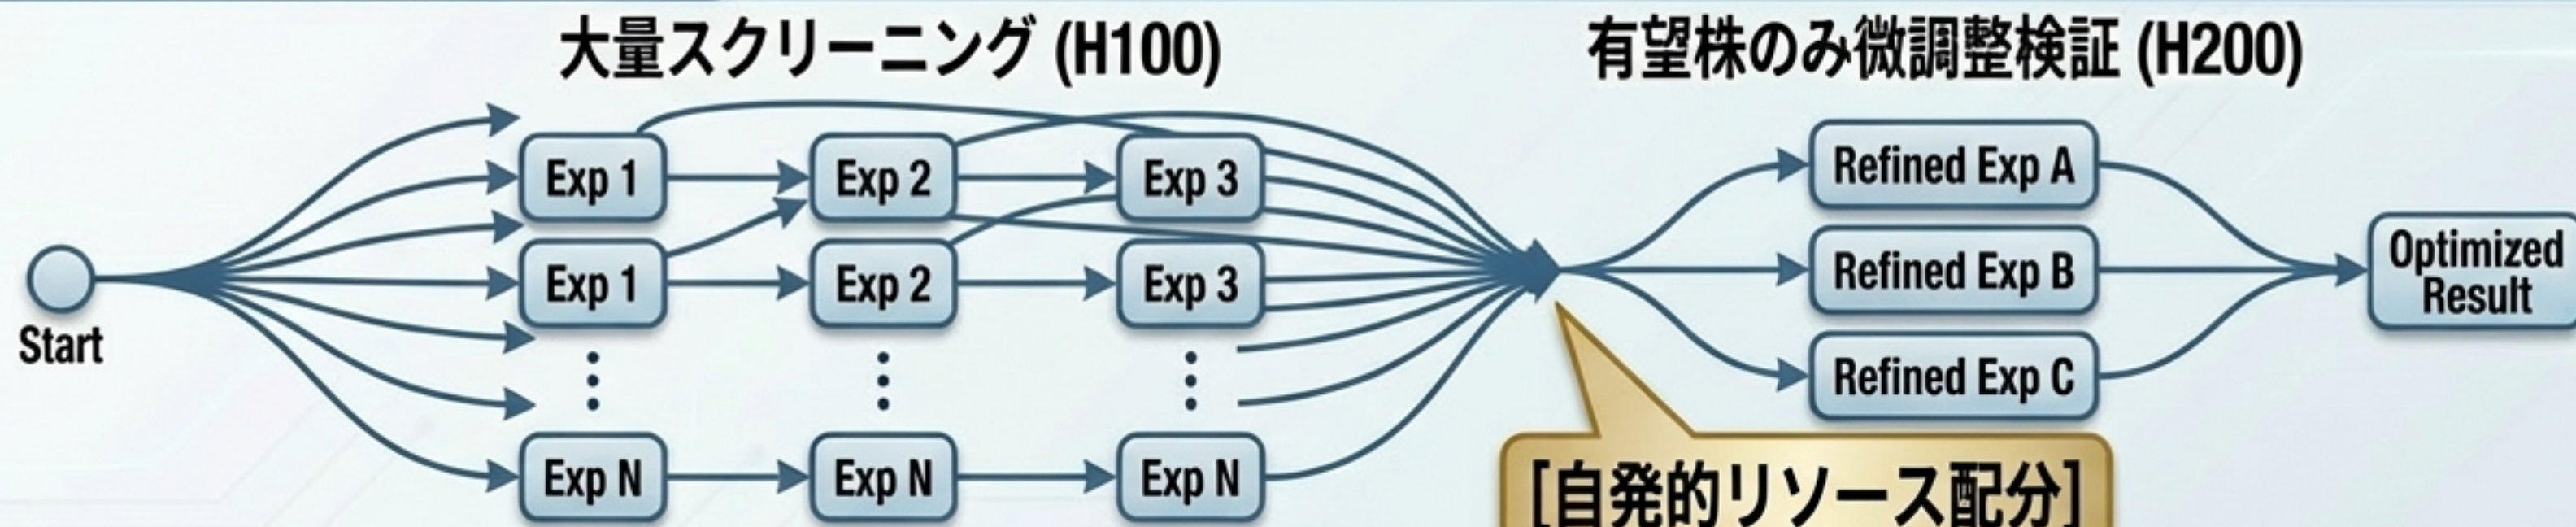 大量スクリーニング (H100)
有望株のみ微調整検証 (H200)
Start
Exp 1
Exp 2
Exp 3
Exp 1
Exp 2
Exp 3
Exp N
Exp N
Exp N
Refined Exp A
Refined Exp B
Refined Exp C
Optimized
Result
[自発的リソース配分]